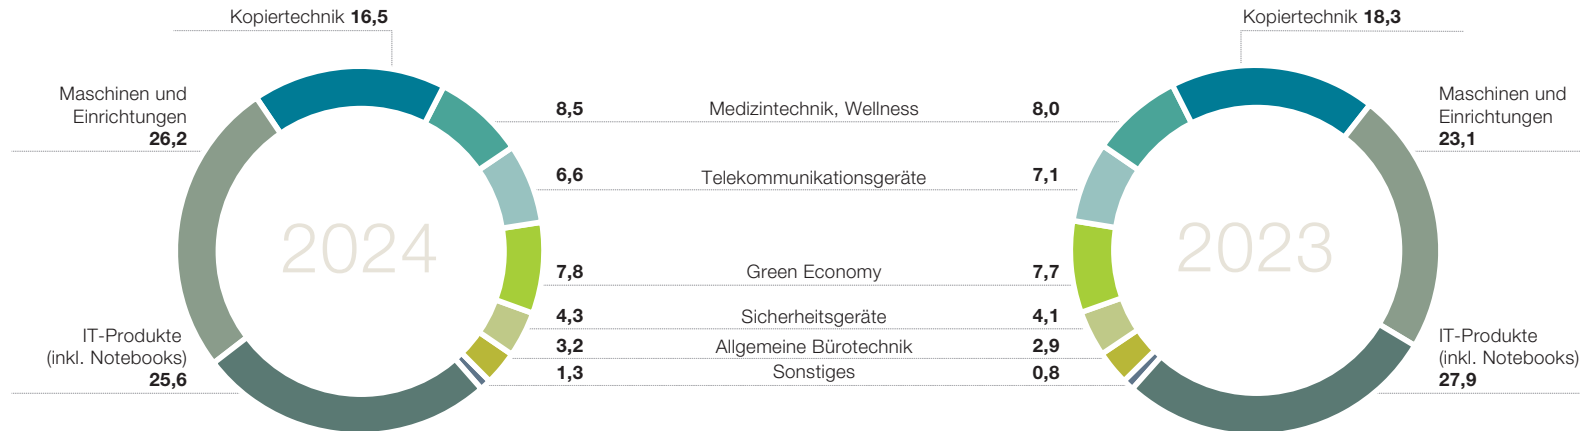 Kopiertechnik 16,5
Kopiertechnik 18,3
Maschinen und
Einrichtungen
26,2
8,5 Medizintechnik, Wellness 8,0
Maschinen und
Einrichtungen
23,1
6,6 Telekommunikationsgeräte 7,1
2024
2023
7,8 Green Economy 7,7
4,3 Sicherheitsgeräte 4,1
3,2 Allgemeine Bürotechnik 2,9
1,3 Sonstiges 0,8
IT-Produkte
(inkl. Notebooks)
25,6
IT-Produkte
(inkl. Notebooks)
27,9